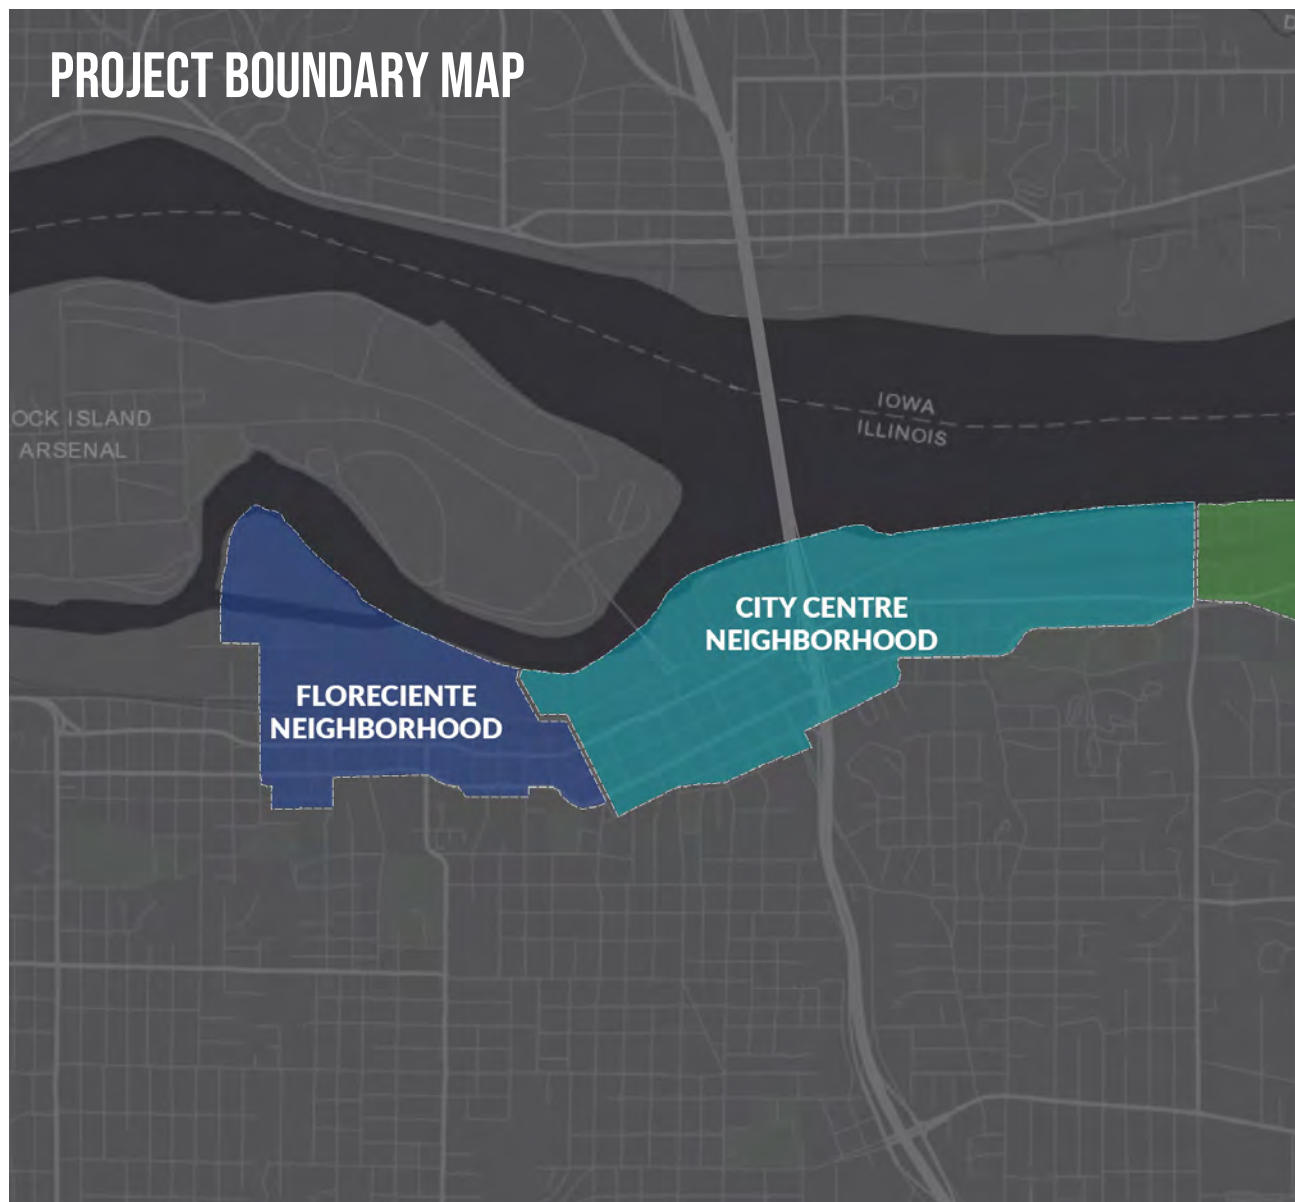 PROJECT BOUNDARY MAP
IOWA
ILLINOIS
OCK ISLAND
ARSENAL
CITY CENTRE
NEIGHBORHOOD
FLORECIENTE
NEIGHBORHOOD